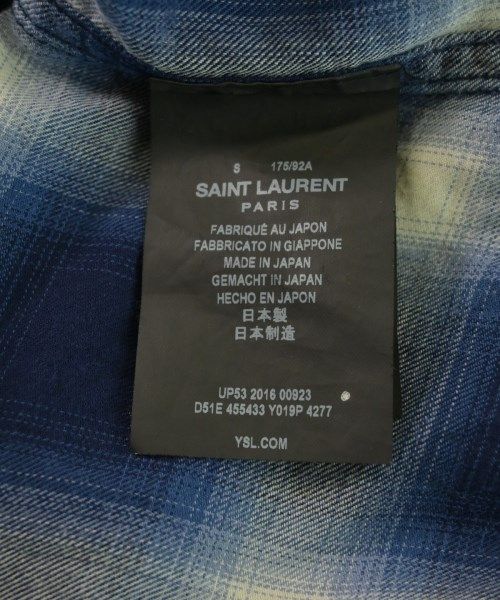 S 175/92A
SAINT LAURENT
PARIS
FABRIQUÉ AU JAPON
FABBRICATO IN GIAPPONE
MADE IN JAPAN
GEMACHT IN JAPAN
HECHO EN JAPON
日本製
日本制造
UP53 2016 00923
D51E 455433 Y019P 4277
YSL.COM